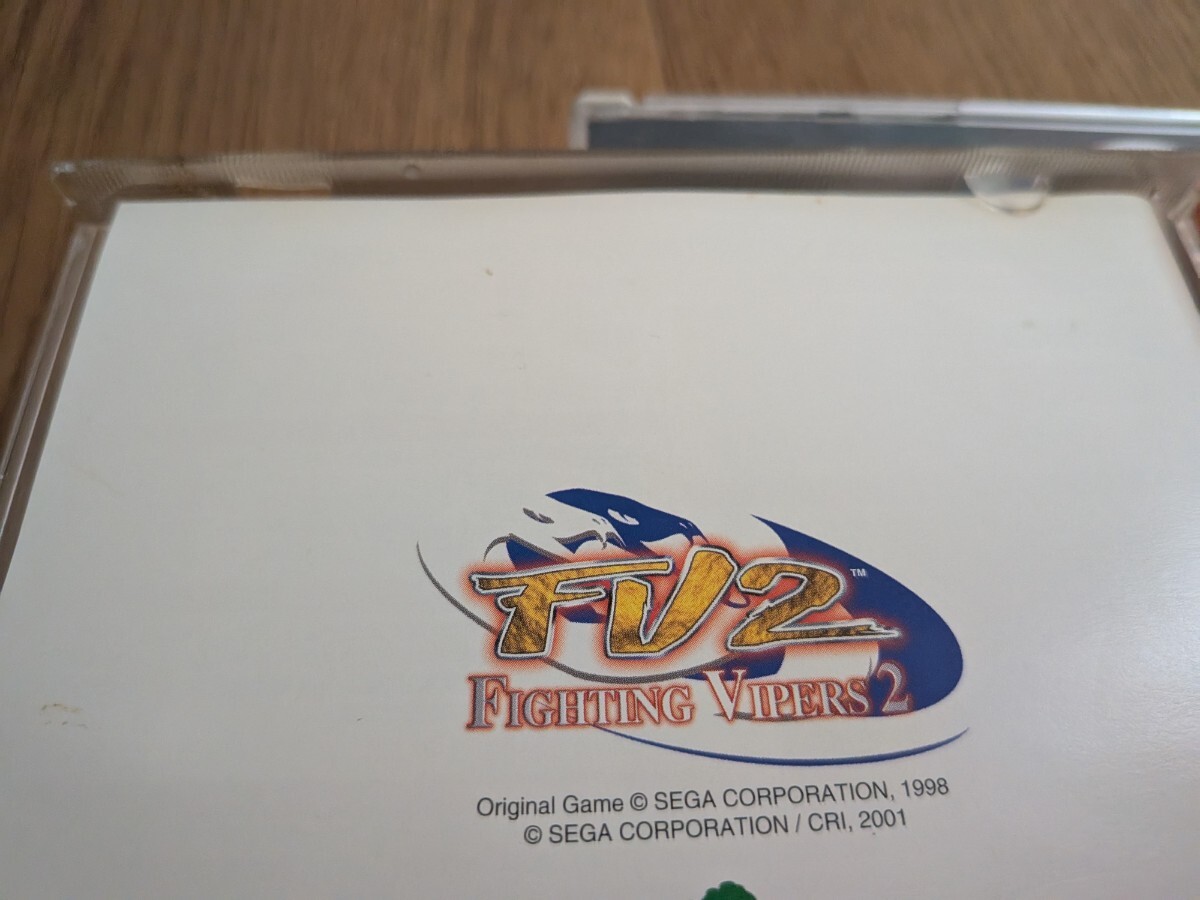 FV2™
FIGHTING VIPERS 2
Original Game © SEGA CORPORATION, 1998
© SEGA CORPORATION / CRI, 2001